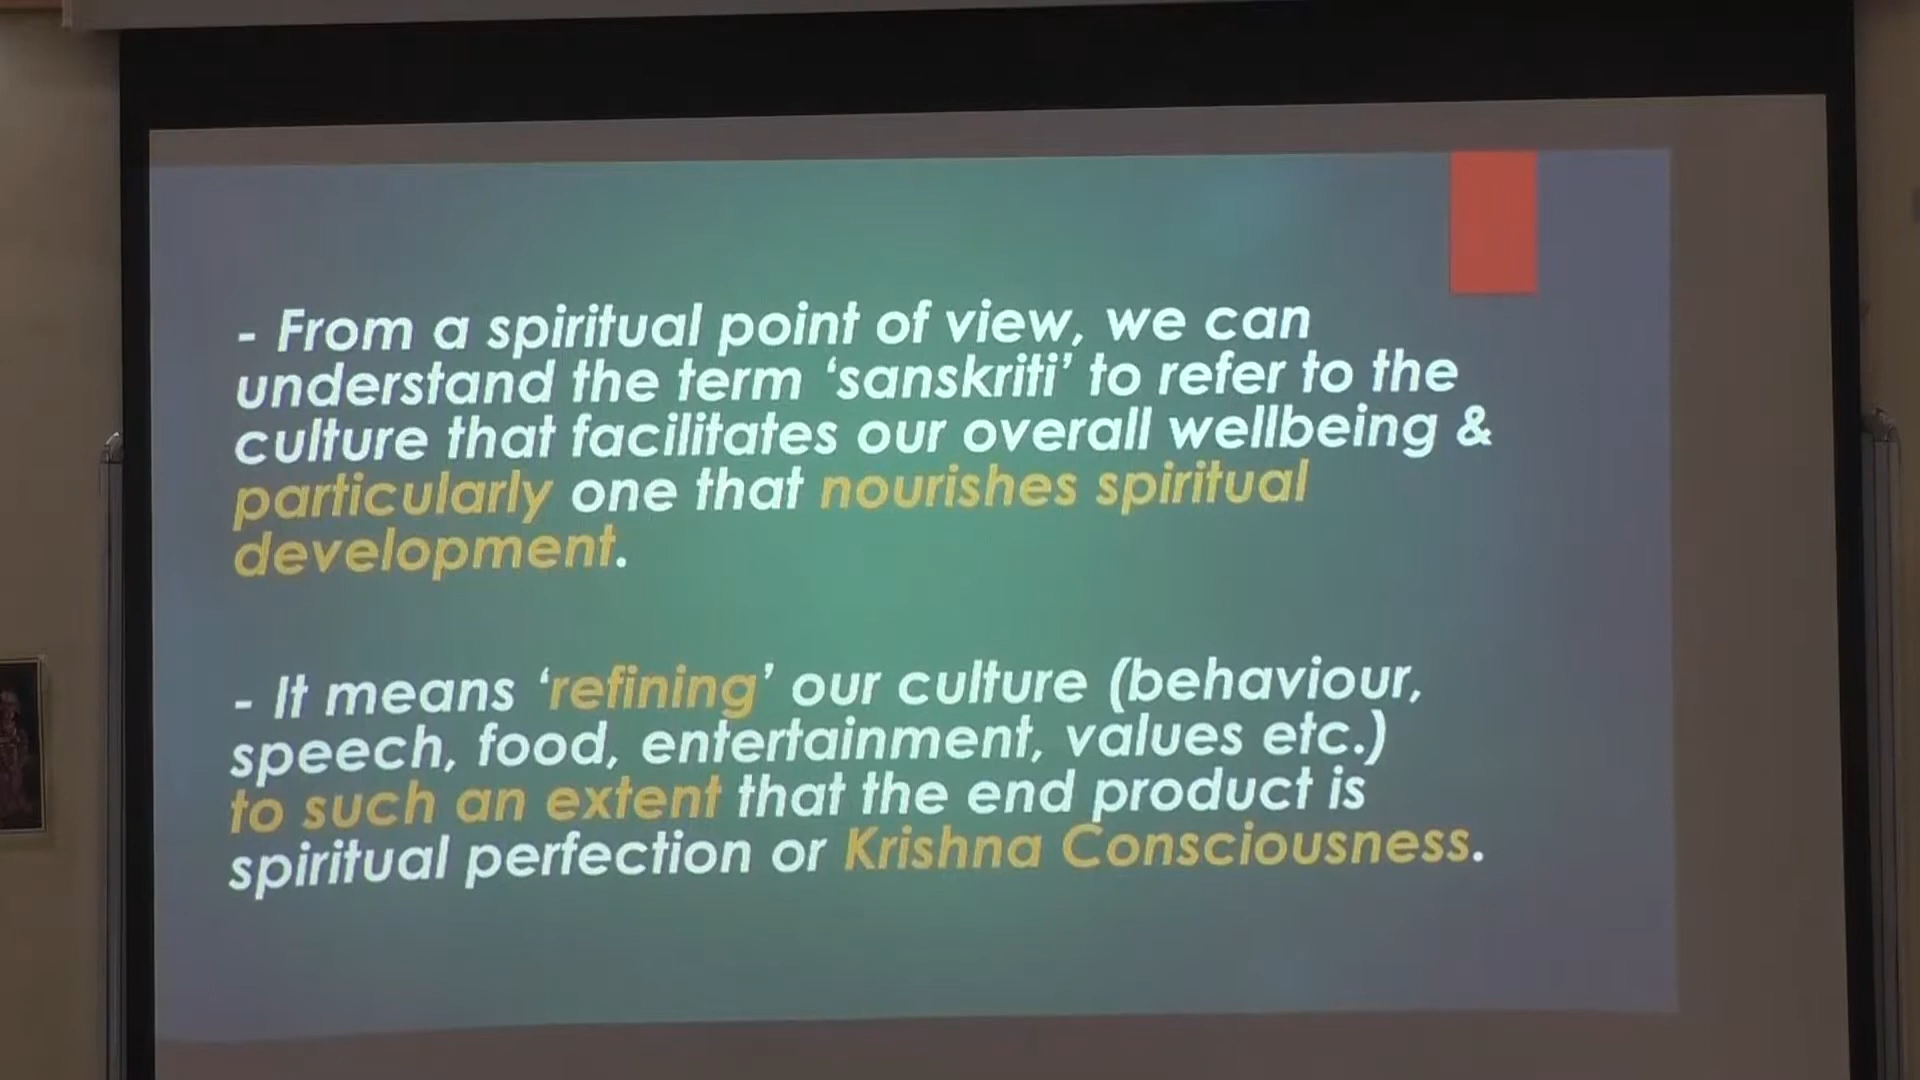 - From a spiritual point of view, we can
understand the term ‘sanskriti’ to refer to the
culture that facilitates our overall wellbeing &
particularly one that nourishes spiritual
development.
- It means ‘refining’ our culture (behaviour,
speech, food, entertainment, values etc.)
to such an extent that the end product is
spiritual perfection or Krishna Consciousness.